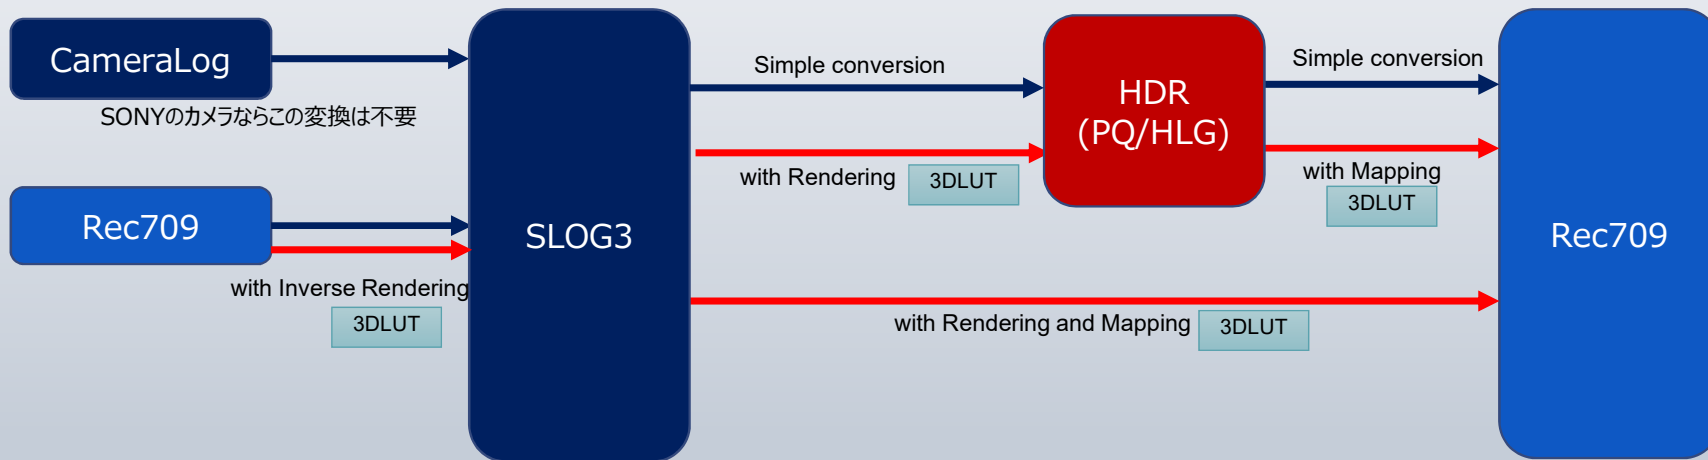 CameraLog
SONYのカメラならこの変換は不要
Rec709
with Inverse Rendering
3DLUT
SLOG3
Simple conversion
with Rendering
3DLUT
HDR
(PQ/HLG)
Simple conversion
with Mapping
3DLUT
with Rendering and Mapping
3DLUT
Rec709